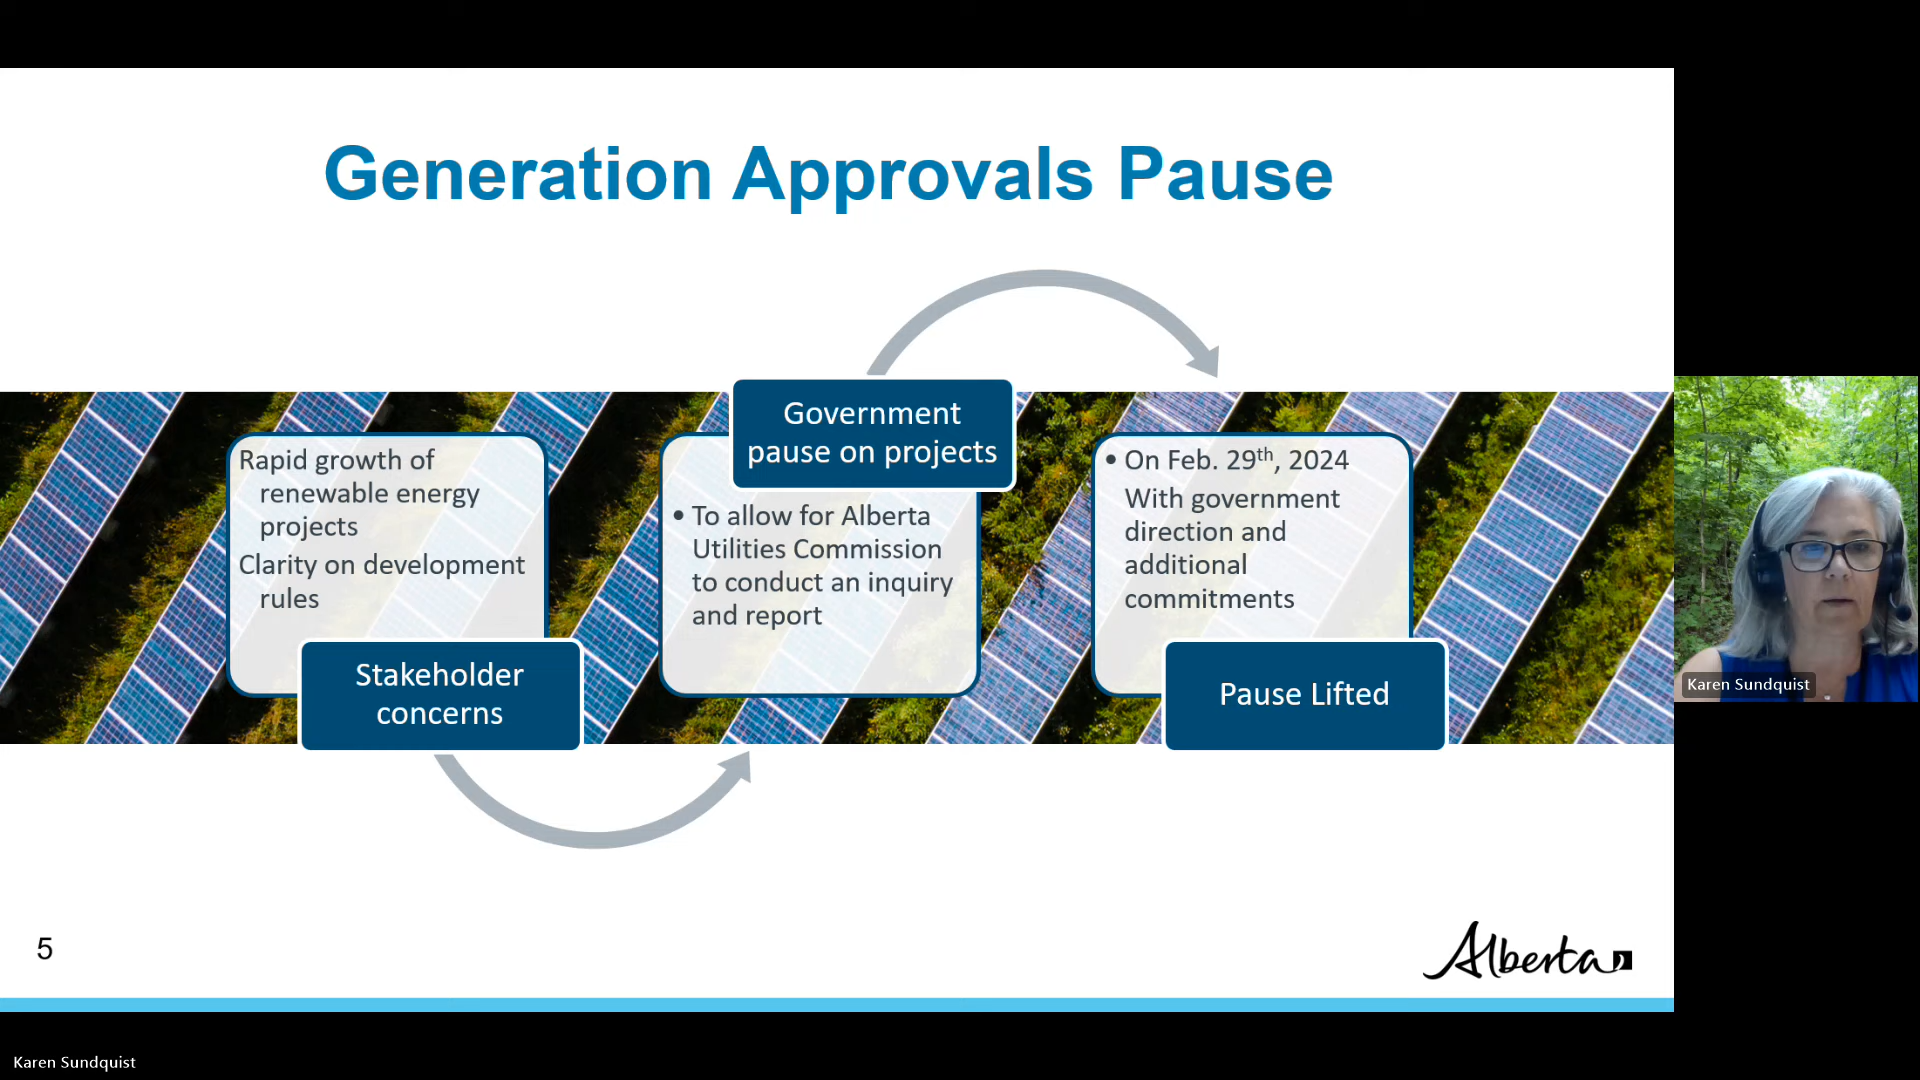 Generation Approvals Pause
Rapid growth of
renewable energy
projects
Clarity on development
rules
Stakeholder
concerns
Government
pause on projects
• To allow for Alberta
Utilities Commission
to conduct an inquiry
and report
• On Feb. 29th, 2024
With government
direction and
additional
commitments
Pause Lifted
5
Alberta
Karen Sundquist
Karen Sundquist